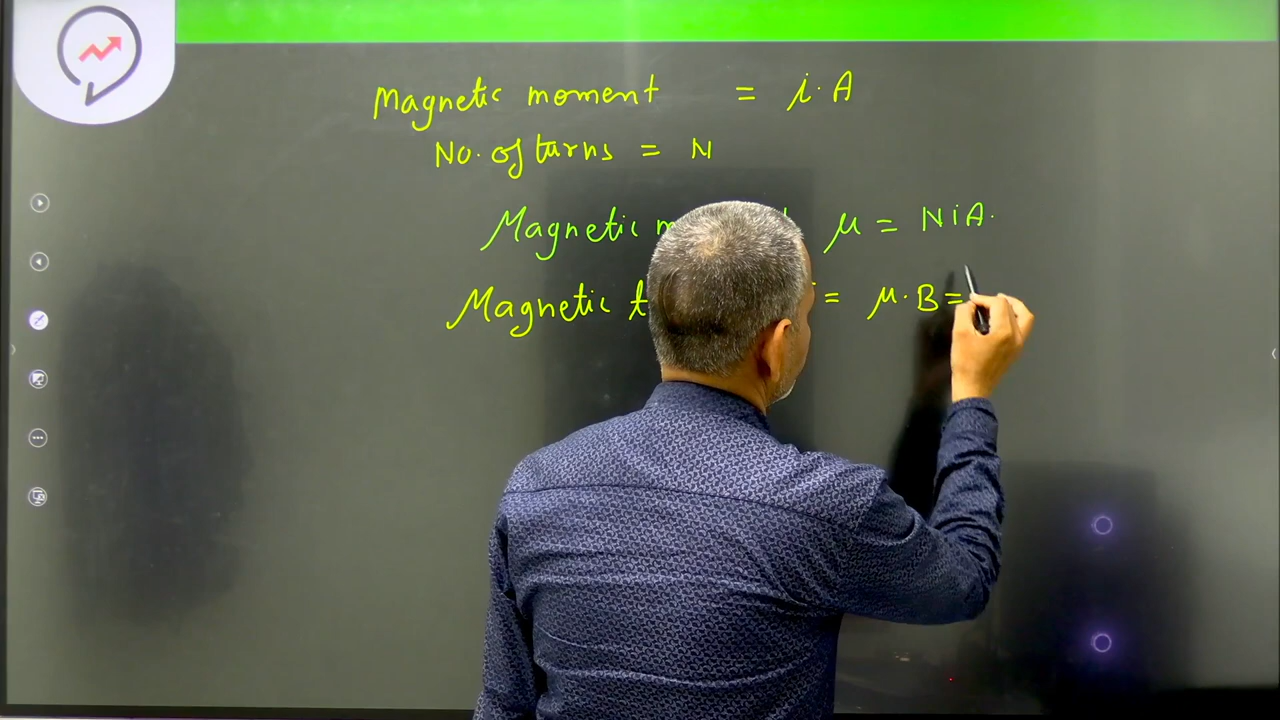 Magnetic moment = i.A
No. of turns = N
Magnetic μ = NiA.
Magnetic = μ.B =